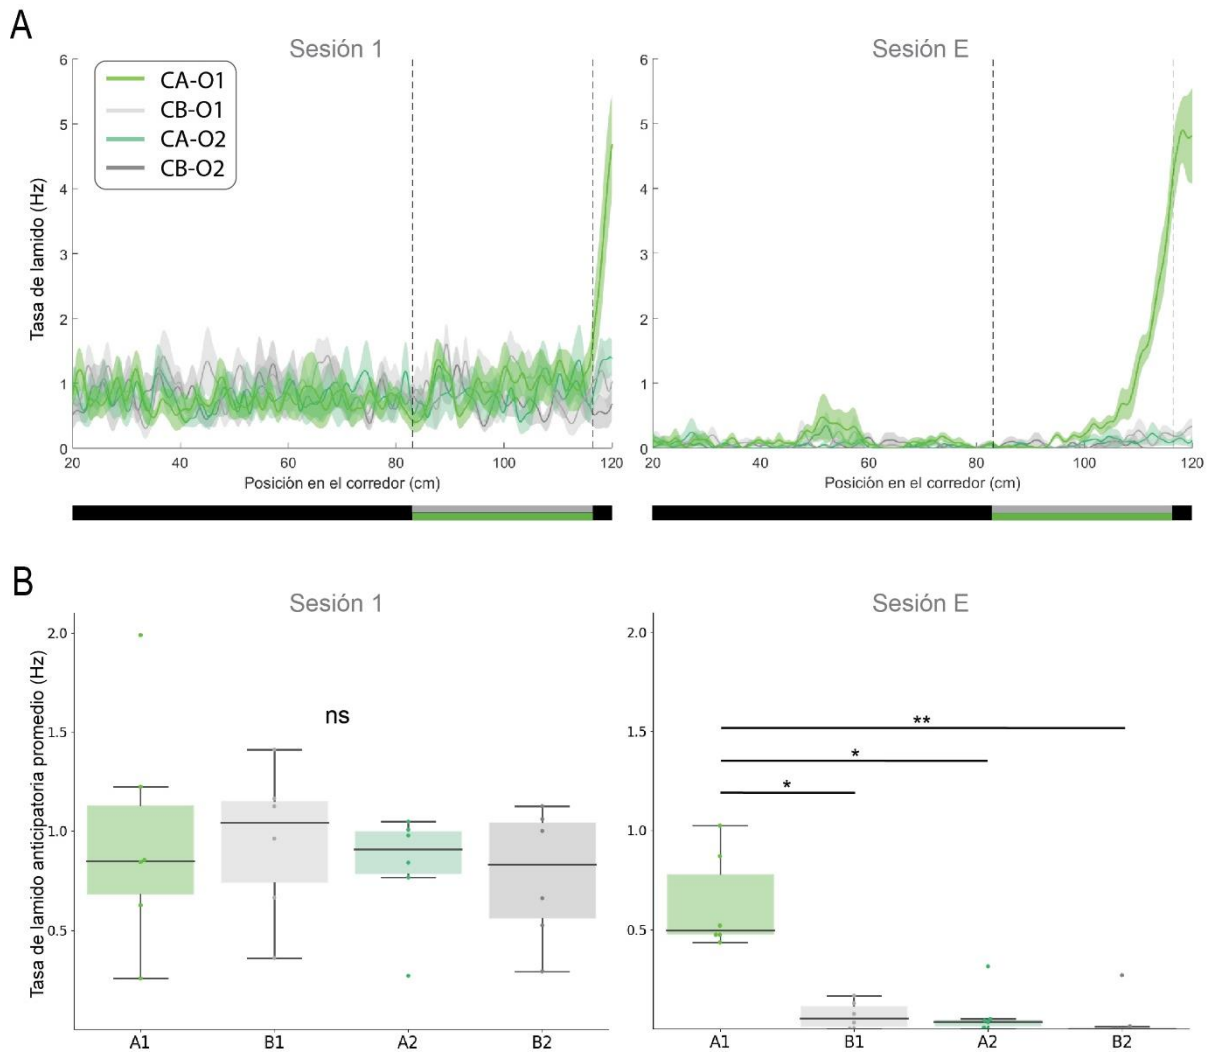 A
Sesión 1
Sesión E
Tasa de lamido (Hz)
6
5
4
3
2
1
0
CA-O1
CB-O1
CA-O2
CB-O2
20 40 60 80 100 120
Posición en el corredor (cm)
6
5
4
3
2
1
0
20 40 60 80 100 120
Posición en el corredor (cm)
B
Sesión 1
Sesión E
Tasa de lamido anticipatoria promedio (Hz)
2.0
1.5
1.0
0.5
ns
A1 B1 A2 B2
2.0
1.5
1.0
0.5
**
*
*
A1 B1 A2 B2